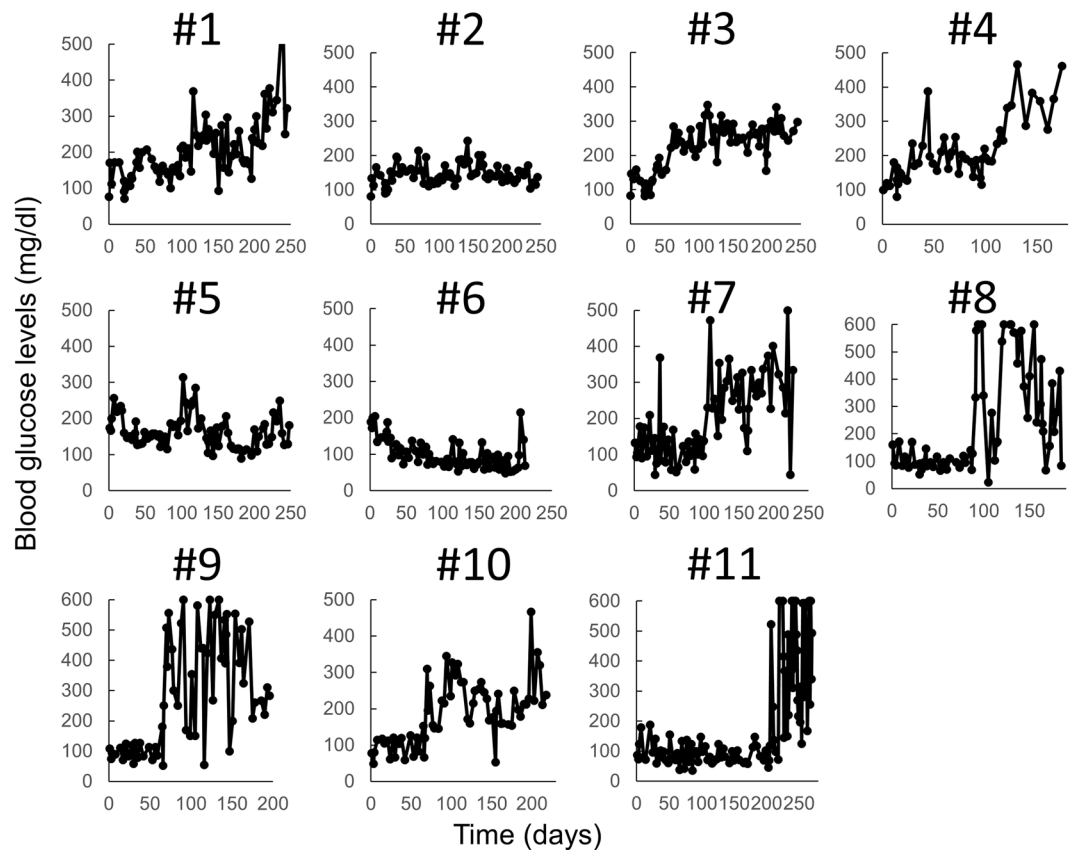 #1 #2 #3 #4
500 500 500 500
400 400 400 400
300 300 300 300
200 200 200 200
100 100 100 100
0 0 0 0
0 50 100 150 200 250 0 50 100 150 200 250 0 50 100 150 200 250 0 50 100 150
#5 #6 #7 #8
500 500 500 600
400 400 400 500
300 300 300 400
200 200 200 300
100 100 100 200
0 0 0 100
0
0 50 100 150 200 250 0 50 100 150 200 250 0 50 100 150 200 250 0 50 100 150
#9 #10 #11
600 600 600
500 500 500
400 400 400
300 300 300
200 200 200
100 100 100
0 0 0
0 50 100 150 200 0 50 100 150 200 0 50 100 150 200 250
Blood glucose levels (mg/dl)
Time (days)